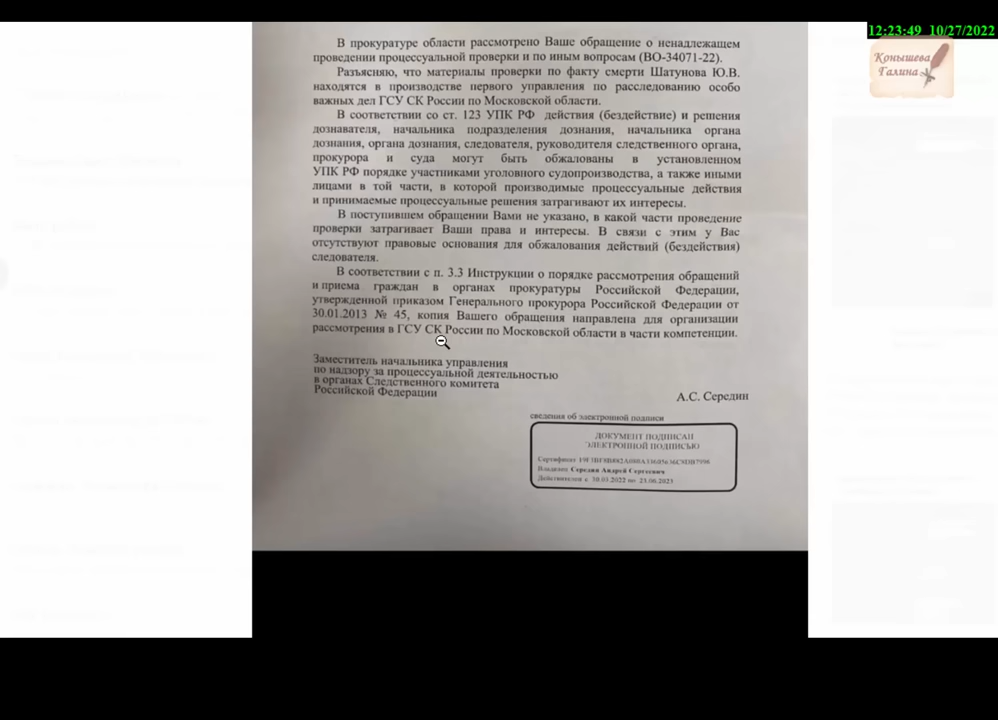 12:23:49 10/27/2022
Конышева
Галина
В прокуратуре области рассмотрено Ваше обращение о ненадлежащем
проведении процессуальной проверки и по иным вопросам (ВО-34071-22).
Разъясняю, что материалы проверки по факту смерти Шатунова Ю.В.
находятся в производстве первого управления по расследованию особо
важных дел ГСУ СК России по Московской области.
В соответствии со ст. 123 УПК РФ действия (бездействие) и решения
дознавателя, начальника подразделения дознания, начальника органа
дознания, органа дознания, следователя, руководителя следственного органа,
прокурора и суда могут быть обжалованы в установленном
УПК РФ порядке участниками уголовного судопроизводства, а также иными
лицами в той части, в которой производимые процессуальные действия
и принимаемые процессуальные решения затрагивают их интересы.
В поступившем обращении Вами не указано, в какой части проведение
проверки затрагивает Ваши права и интересы. В связи с этим у Вас
отсутствуют правовые основания для обжалования действий (бездействия)
следователя.
В соответствии с п. 3.3 Инструкции о порядке рассмотрения обращений
и приема граждан в органах прокуратуры Российской Федерации,
утвержденной приказом Генерального прокурора Российской Федерации от
30.01.2013 № 45, копия Вашего обращения направлена для организации
рассмотрения в ГСУ СК России по Московской области в части компетенции.
Заместитель начальника управления
по надзору за процессуальной деятельностью
в органах Следственного комитета
Российской Федерации
А.С. Середин
сведения об электронной подписи
ДОКУМЕНТ ПОДПИСАН
ЭЛЕКТРОННОЙ ПОДПИСЬЮ
Сертификат
Владелец Середин Андрей Сергеевич
Действителен с 30.03.2022 по 23.06.2023